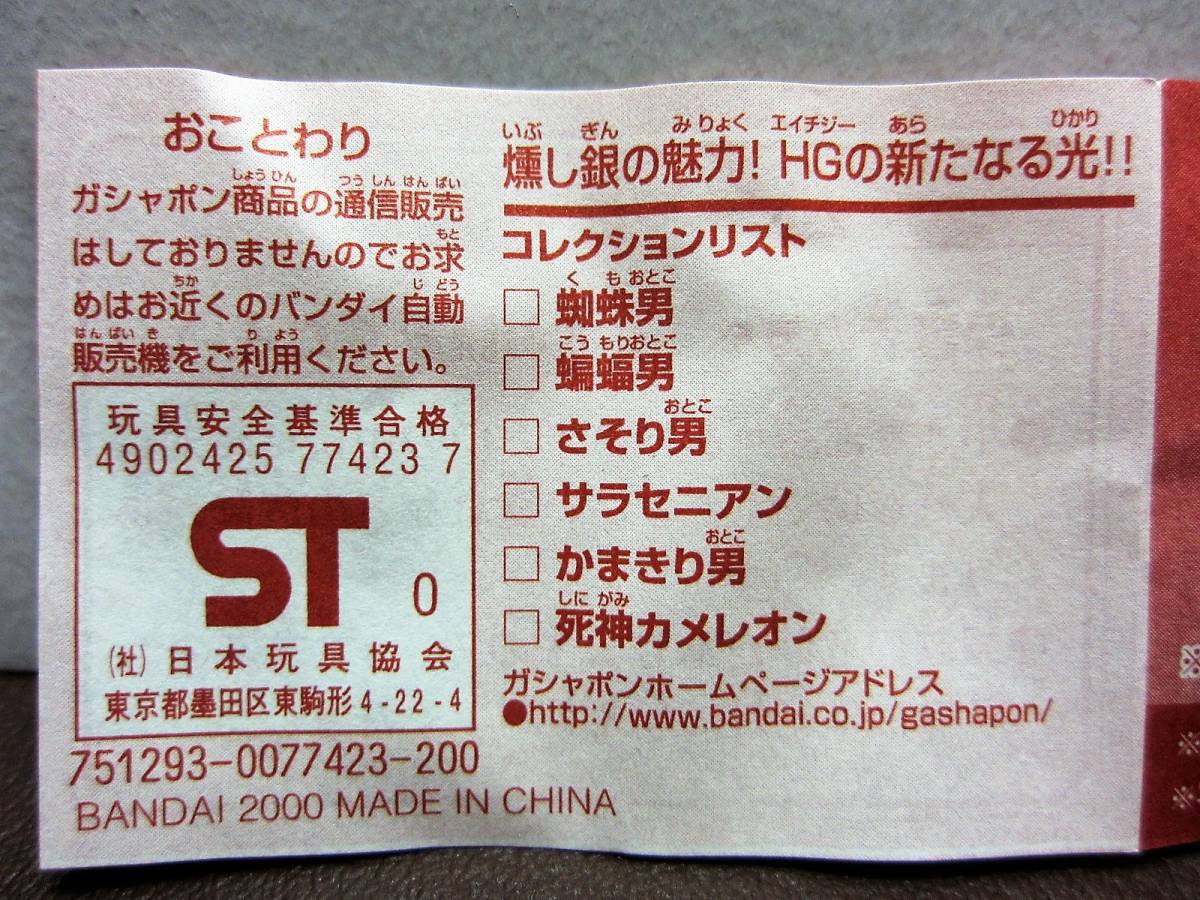 おことわり
ガシャポン商品の通信販売
はしておりませんのでお求
めはお近くのバンダイ自動
販売機をご利用ください。
玩具安全基準合格
4902425 77423 7
ST 0
(社) 日本玩具協会
東京都墨田区東駒形4-22-4
751293-0077423-200
BANDAI 2000 MADE IN CHINA
燻し銀の魅力! HGの新たなる光!!
コレクションリスト
□ 蜘蛛男
□ 蝙蝠男
□ さそり男
□ サラセニアン
□ かまきり男
□ 死神カメレオン
ガシャポンホームページアドレス
●http://www.bandai.co.jp/gashapon/
※
※